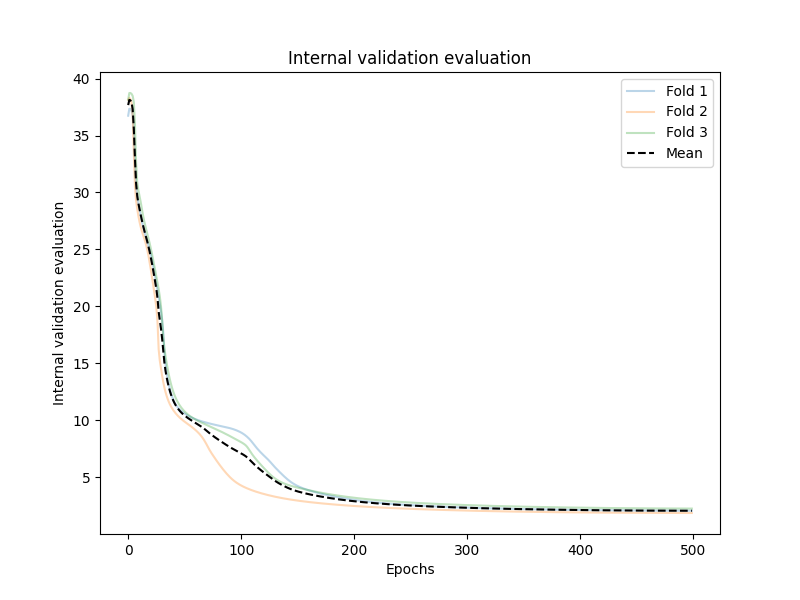 Internal validation evaluation
Internal validation evaluation
40
35
30
25
20
15
10
5
Fold 1
Fold 2
Fold 3
Mean
0 100 200 300 400 500
Epochs